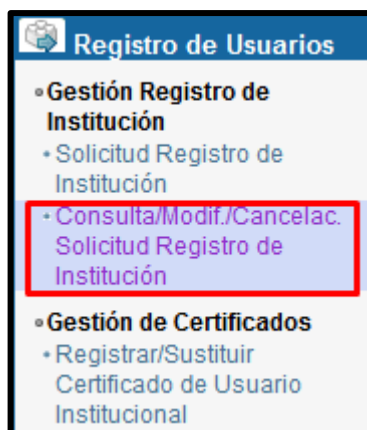 Registro de Usuarios
Gestión Registro de
Institución
Solicitud Registro de
Institución
Consulta/Modif./Cancelac.
Solicitud Registro de
Institución
Gestión de Certificados
Registrar/Sustituir
Certificado de Usuario
Institucional